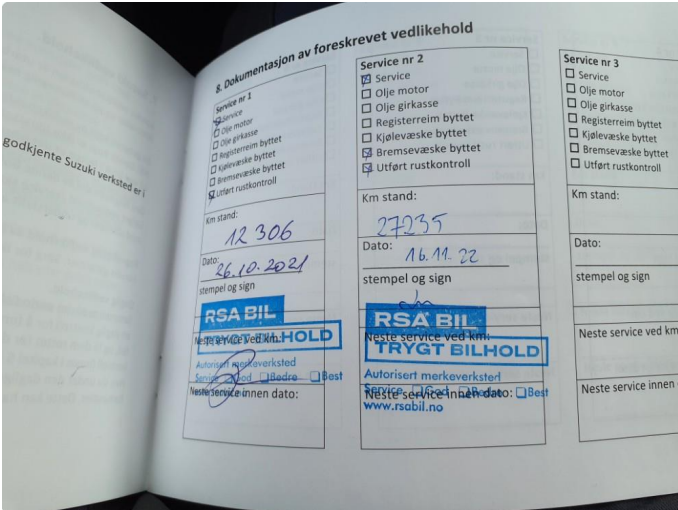 godkjente Suzuki verksted er i
8. Dokumentasjon av foreskrevet vedlikehold
Service nr 1
Service
Olje motor
Olje girkasse
Registerreim byttet
Kjølevæske byttet
Bremsevæske byttet
Utført rustkontroll
Km stand:
12 306
Dato:
26.10.2021
stempel og sign
RSA BIL
Neste service ved km:
HOLD
Autorisert merkeverksted
Service God Bedre Best
Neste service innen dato:
Service nr 2
Service
Olje motor
Olje girkasse
Registerreim byttet
Kjølevæske byttet
Bremsevæske byttet
Utført rustkontroll
Km stand:
27235
Dato:
16.11.22
stempel og sign
RSA BIL
Neste service ved km:
TRYGT BILHOLD
Autorisert merkeverksted
Service God Bedre Best
Neste service innen dato:
www.rsabil.no
Service nr 3
Service
Olje motor
Olje girkasse
Registerreim byttet
Kjølevæske byttet
Bremsevæske byttet
Utført rustkontroll
Km stand:
Dato:
stempel og sign
Neste service ved km
Neste service innen